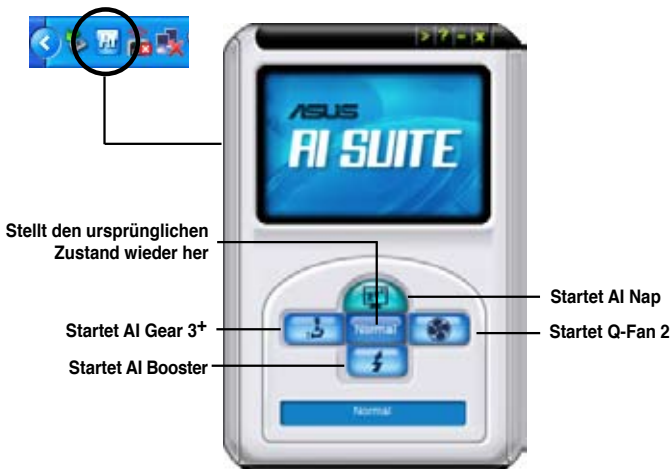 > ? - x
ASUS
AI SUITE
Stellt den ursprünglichen
Zustand wieder her
Startet AI Nap
Startet AI Gear 3+
Normal
Startet Q-Fan 2
Startet AI Booster
Normal